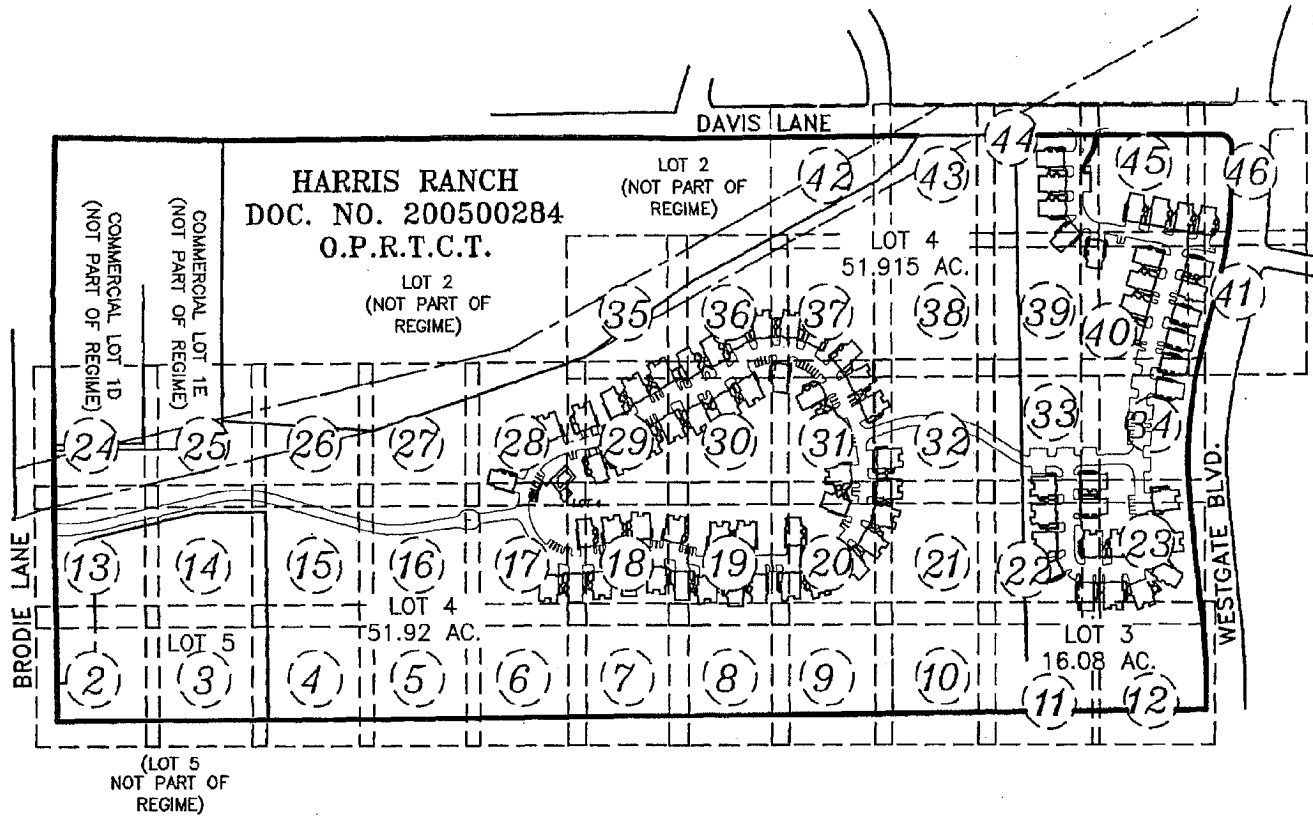 DAVIS LANE
HARRIS RANCH
DOC. NO. 200500284
O.P.R.T.C.T.
LOT 2
(NOT PART OF
REGIME)
42
43
44
45
46
COMMERCIAL LOT 1D
(NOT PART OF REGIME)
COMMERCIAL LOT 1E
(NOT PART OF REGIME)
LOT 2
(NOT PART OF
REGIME)
LOT 4
51.915 AC.
35
36
37
38
39
40
41
24
25
26
27
28
29
30
31
32
33
34
BRODIE LANE
WESTGATE BLVD.
13
14
15
16
17
18
19
20
21
22
23
LOT 4
51.92 AC.
LOT 5
LOT 3
16.08 AC.
2
3
4
5
6
7
8
9
10
11
12
(LOT 5
NOT PART OF
REGIME)